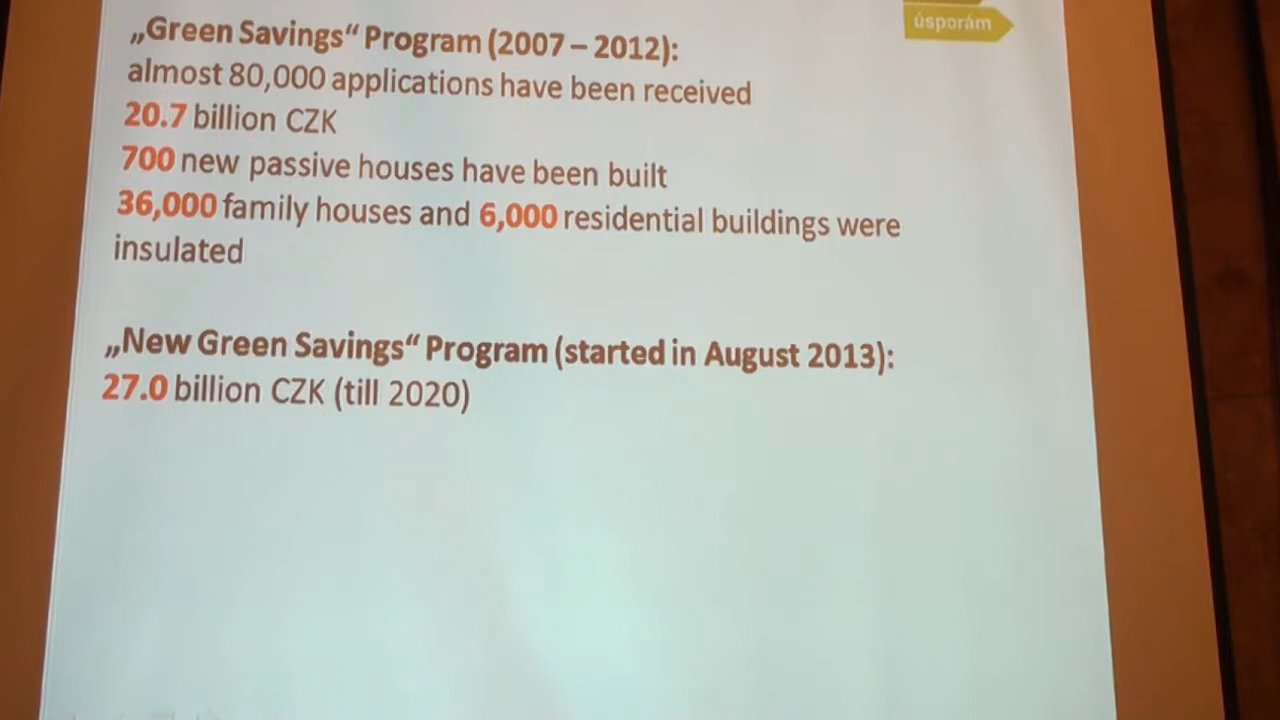 úsporám
„Green Savings“ Program (2007 – 2012):
almost 80,000 applications have been received
20.7 billion CZK
700 new passive houses have been built
36,000 family houses and 6,000 residential buildings were
insulated
„New Green Savings“ Program (started in August 2013):
27.0 billion CZK (till 2020)